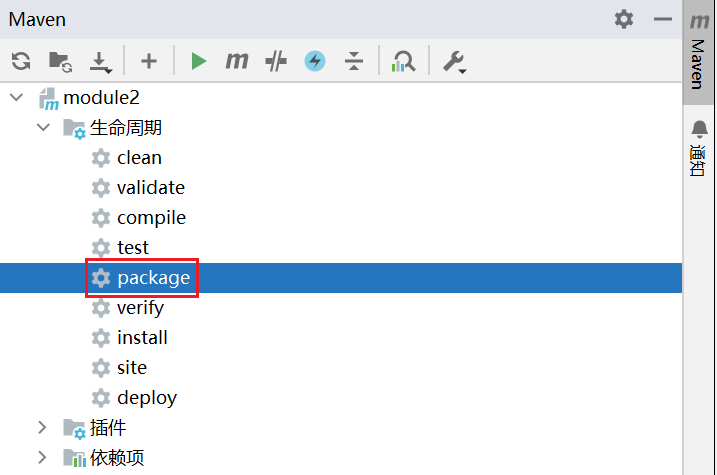 Maven
m
Maven
通知
module2
生命周期
clean
validate
compile
test
package
verify
install
site
deploy
插件
依赖项